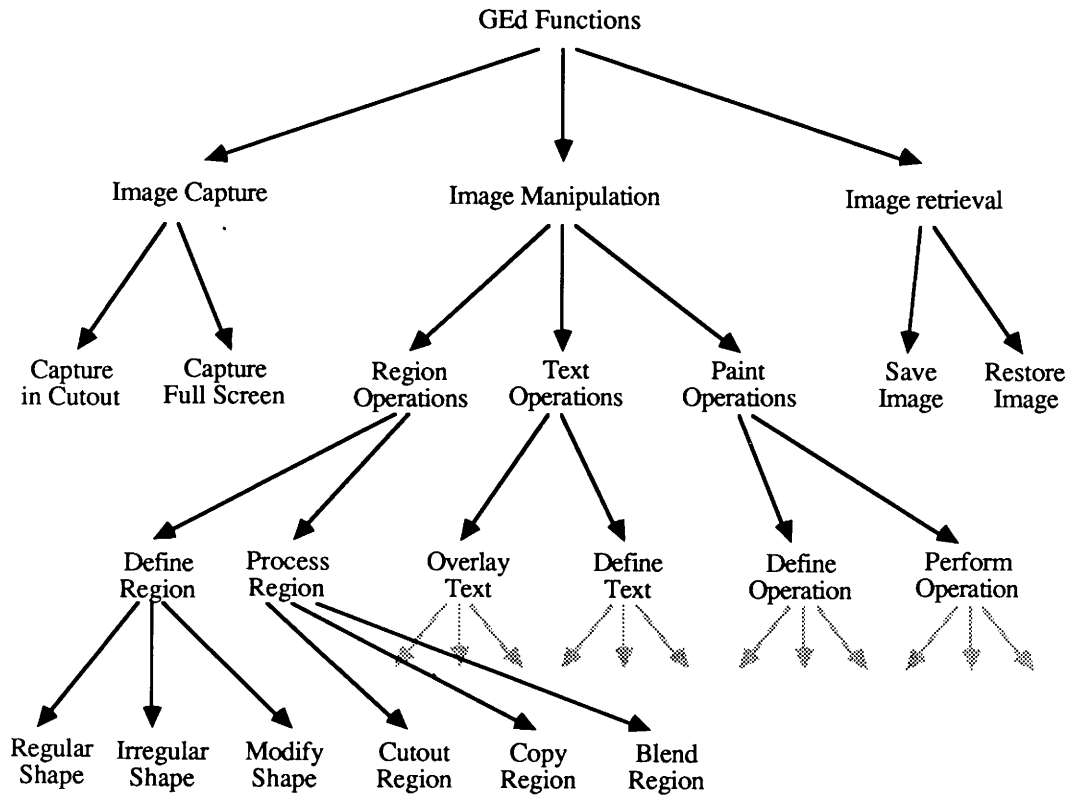 GEd Functions
Image Capture
Image Manipulation
Image retrieval
Capture
in Cutout
Capture
Full Screen
Region
Operations
Text
Operations
Paint
Operations
Save
Image
Restore
Image
Define
Region
Process
Region
Overlay
Text
Define
Text
Define
Operation
Perform
Operation
Regular
Shape
Irregular
Shape
Modify
Shape
Cutout
Region
Copy
Region
Blend
Region